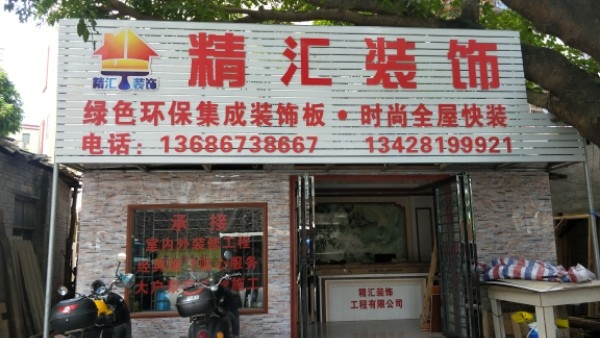 精汇装饰
精汇装饰
绿色环保集成装饰板·时尚全屋快装
电话：13686738667 13428199921
承接
室内外装饰工程
精汇装饰
工程有限公司